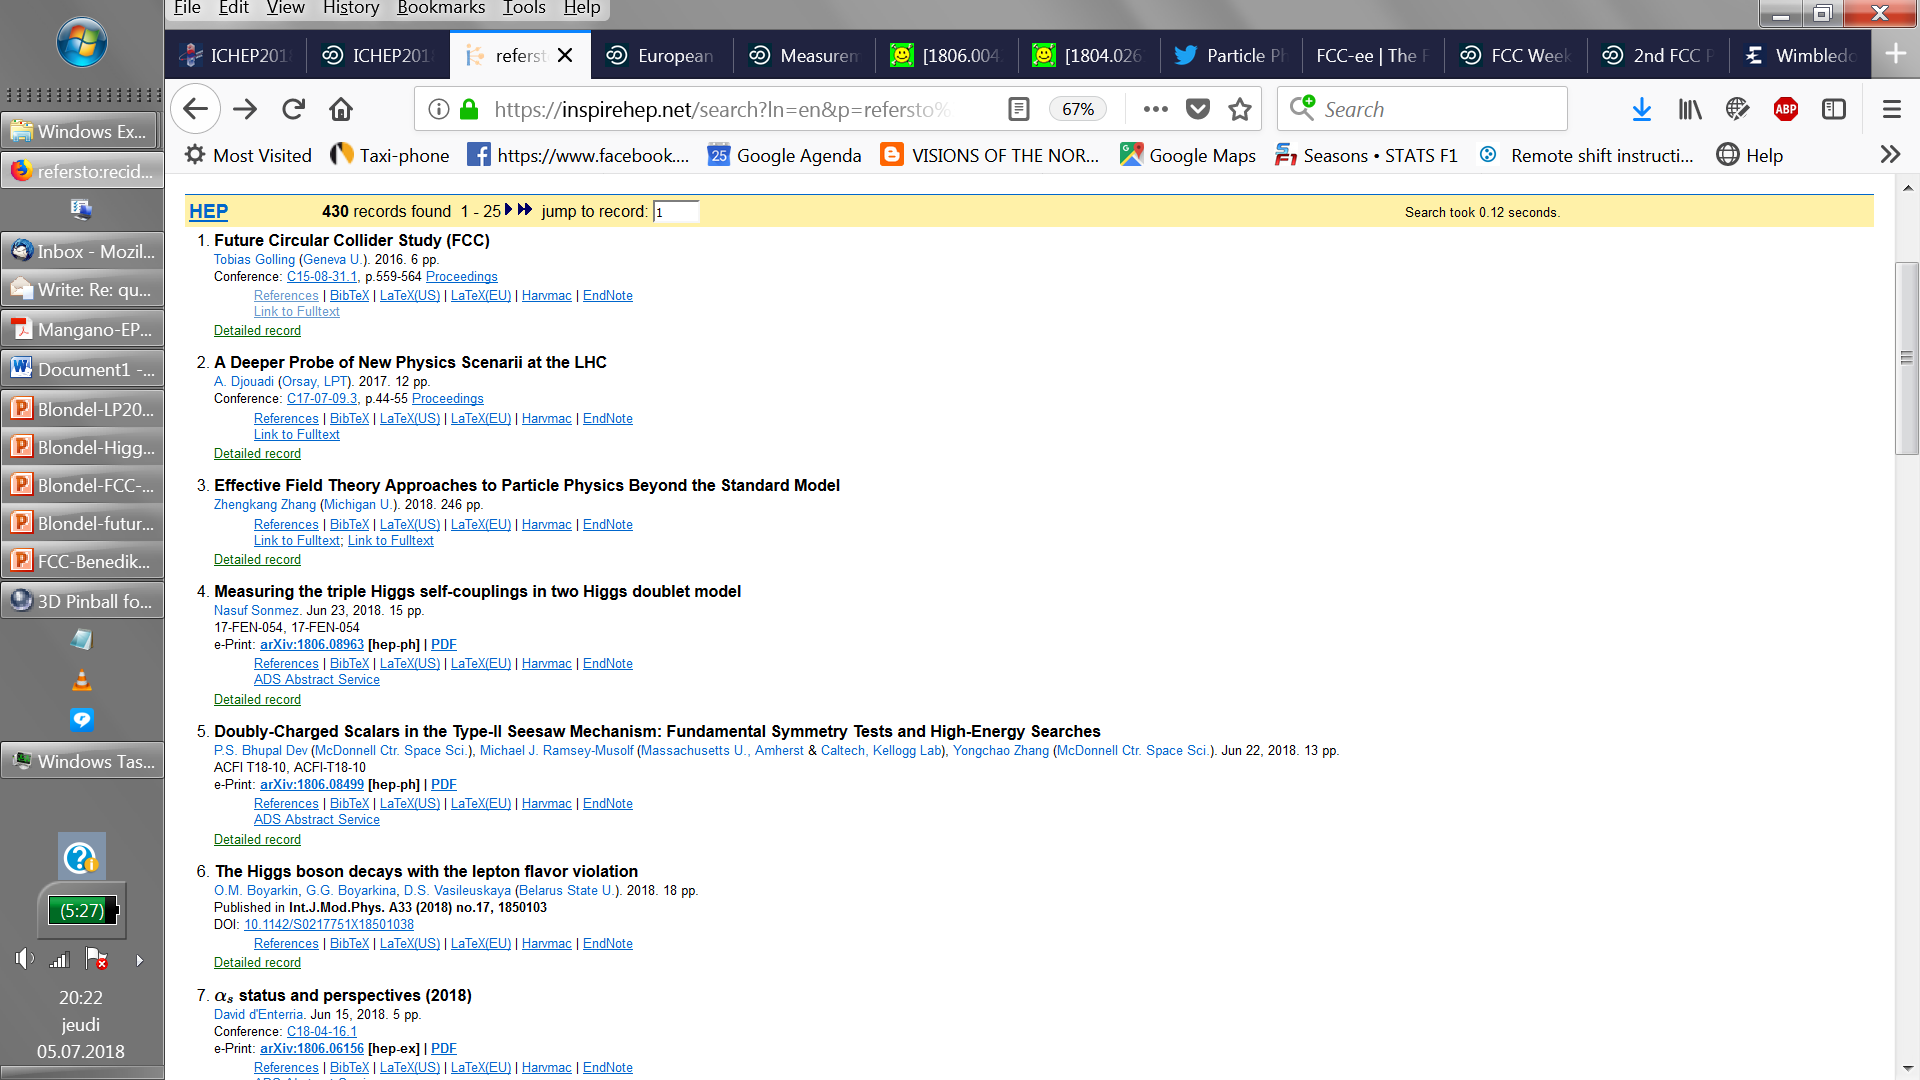 File Edit View History Bookmarks Tools Help
ICHEP201
ICHEP201
referst
European
Measurem
[1806.004
[1804.026
Particle Ph
FCC-ee | The F
FCC Week
2nd FCC P
Wimbledo
https://inspirehep.net/search?ln=en&p=refersto%
67%
Search
ABP
Most Visited
Taxi-phone
https://www.facebook....
25 Google Agenda
VISIONS OF THE NOR...
Google Maps
Seasons • STATS F1
Remote shift instructi...
Help
Windows Ex...
refersto:recid...
Inbox - Mozil...
Write: Re: qu...
Mangano-EP...
Document1 -...
Blondel-LP20...
Blondel-Higg...
Blondel-FCC-...
Blondel-futur...
FCC-Benedik...
3D Pinball fo...
Windows Tas...
(5:27)
20:22
jeudi
05.07.2018
HEP 430 records found 1 - 25 jump to record: 1 Search took 0.12 seconds.
1. Future Circular Collider Study (FCC)
Tobias Golling (Geneva U.). 2016. 6 pp.
Conference: C15-08-31.1, p.559-564 Proceedings
References | BibTeX | LaTeX(US) | LaTeX(EU) | Harvmac | EndNote
Link to Fulltext
Detailed record
2. A Deeper Probe of New Physics Scenarii at the LHC
A. Djouadi (Orsay, LPT). 2017. 12 pp.
Conference: C17-07-09.3, p.44-55 Proceedings
References | BibTeX | LaTeX(US) | LaTeX(EU) | Harvmac | EndNote
Link to Fulltext
Detailed record
3. Effective Field Theory Approaches to Particle Physics Beyond the Standard Model
Zhengkang Zhang (Michigan U.). 2018. 246 pp.
References | BibTeX | LaTeX(US) | LaTeX(EU) | Harvmac | EndNote
Link to Fulltext; Link to Fulltext
Detailed record
4. Measuring the triple Higgs self-couplings in two Higgs doublet model
Nasuf Sonmez. Jun 23, 2018. 15 pp.
17-FEN-054, 17-FEN-054
e-Print: arXiv:1806.08963 [hep-ph] | PDF
References | BibTeX | LaTeX(US) | LaTeX(EU) | Harvmac | EndNote
ADS Abstract Service
Detailed record
5. Doubly-Charged Scalars in the Type-II Seesaw Mechanism: Fundamental Symmetry Tests and High-Energy Searches
P.S. Bhupal Dev (McDonnell Ctr. Space Sci.), Michael J. Ramsey-Musolf (Massachusetts U., Amherst & Caltech, Kellogg Lab), Yongchao Zhang (McDonnell Ctr. Space Sci.). Jun 22, 2018. 13 pp.
ACFI T18-10, ACFI-T18-10
e-Print: arXiv:1806.08499 [hep-ph] | PDF
References | BibTeX | LaTeX(US) | LaTeX(EU) | Harvmac | EndNote
ADS Abstract Service
Detailed record
6. The Higgs boson decays with the lepton flavor violation
O.M. Boyarkin, G.G. Boyarkina, D.S. Vasileuskaya (Belarus State U.). 2018. 18 pp.
Published in Int.J.Mod.Phys. A33 (2018) no.17, 1850103
DOI: 10.1142/S0217751X18501038
References | BibTeX | LaTeX(US) | LaTeX(EU) | Harvmac | EndNote
Detailed record
7. αs status and perspectives (2018)
David d'Enterria. Jun 15, 2018. 5 pp.
Conference: C18-04-16.1
e-Print: arXiv:1806.06156 [hep-ex] | PDF
References | BibTeX | LaTeX(US) | LaTeX(EU) | Harvmac | EndNote